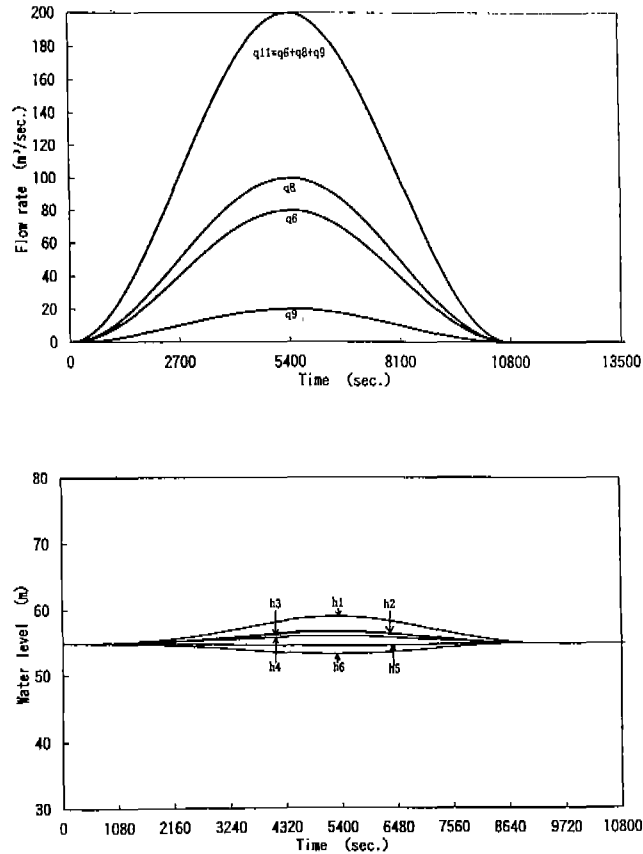 200
180
160
140
120
100
80
60
40
20
0
Flow rate (m³/sec.)
q11=q6+q8+q9
q8
q6
q9
0 2700 5400 8100 10800 13500
Time (sec.)
80
70
60
50
40
30
Water level (m)
h3 h1 h2
h4 h6 h5
0 1080 2160 3240 4320 5400 6480 7560 8640 9720 10800
Time (sec.)